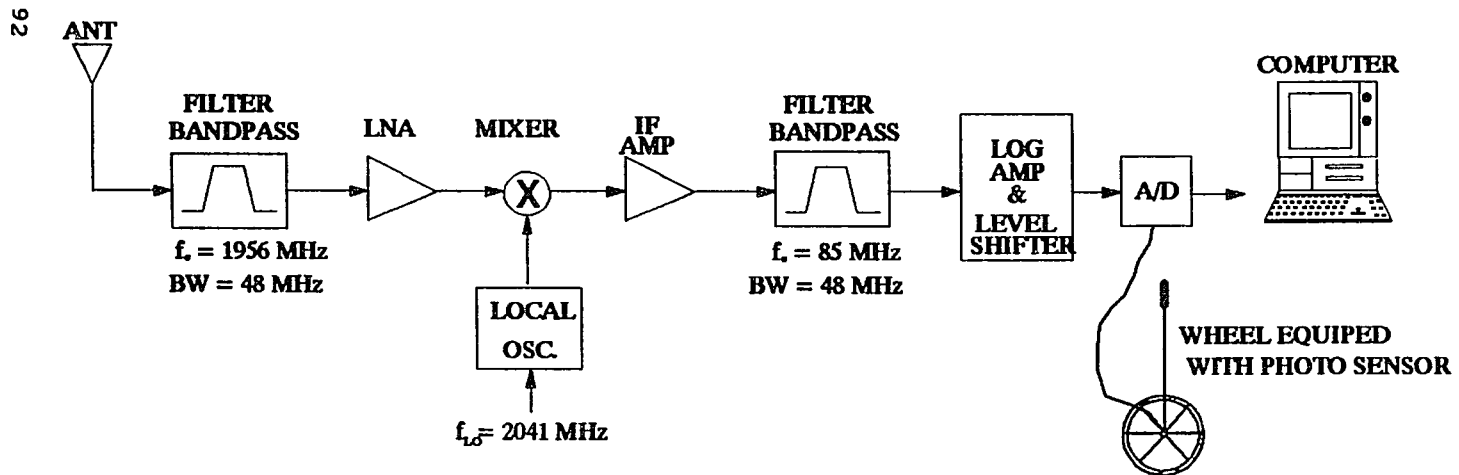 92
ANT
FILTER
BANDPASS
LNA
MIXER
IF
AMP
FILTER
BANDPASS
LOG
AMP
&
LEVEL
SHIFTER
A/D
COMPUTER
X
f₀ = 1956 MHz
BW = 48 MHz
LOCAL
OSC.
f_LO = 2041 MHz
f₀ = 85 MHz
BW = 48 MHz
WHEEL EQUIPED
WITH PHOTO SENSOR